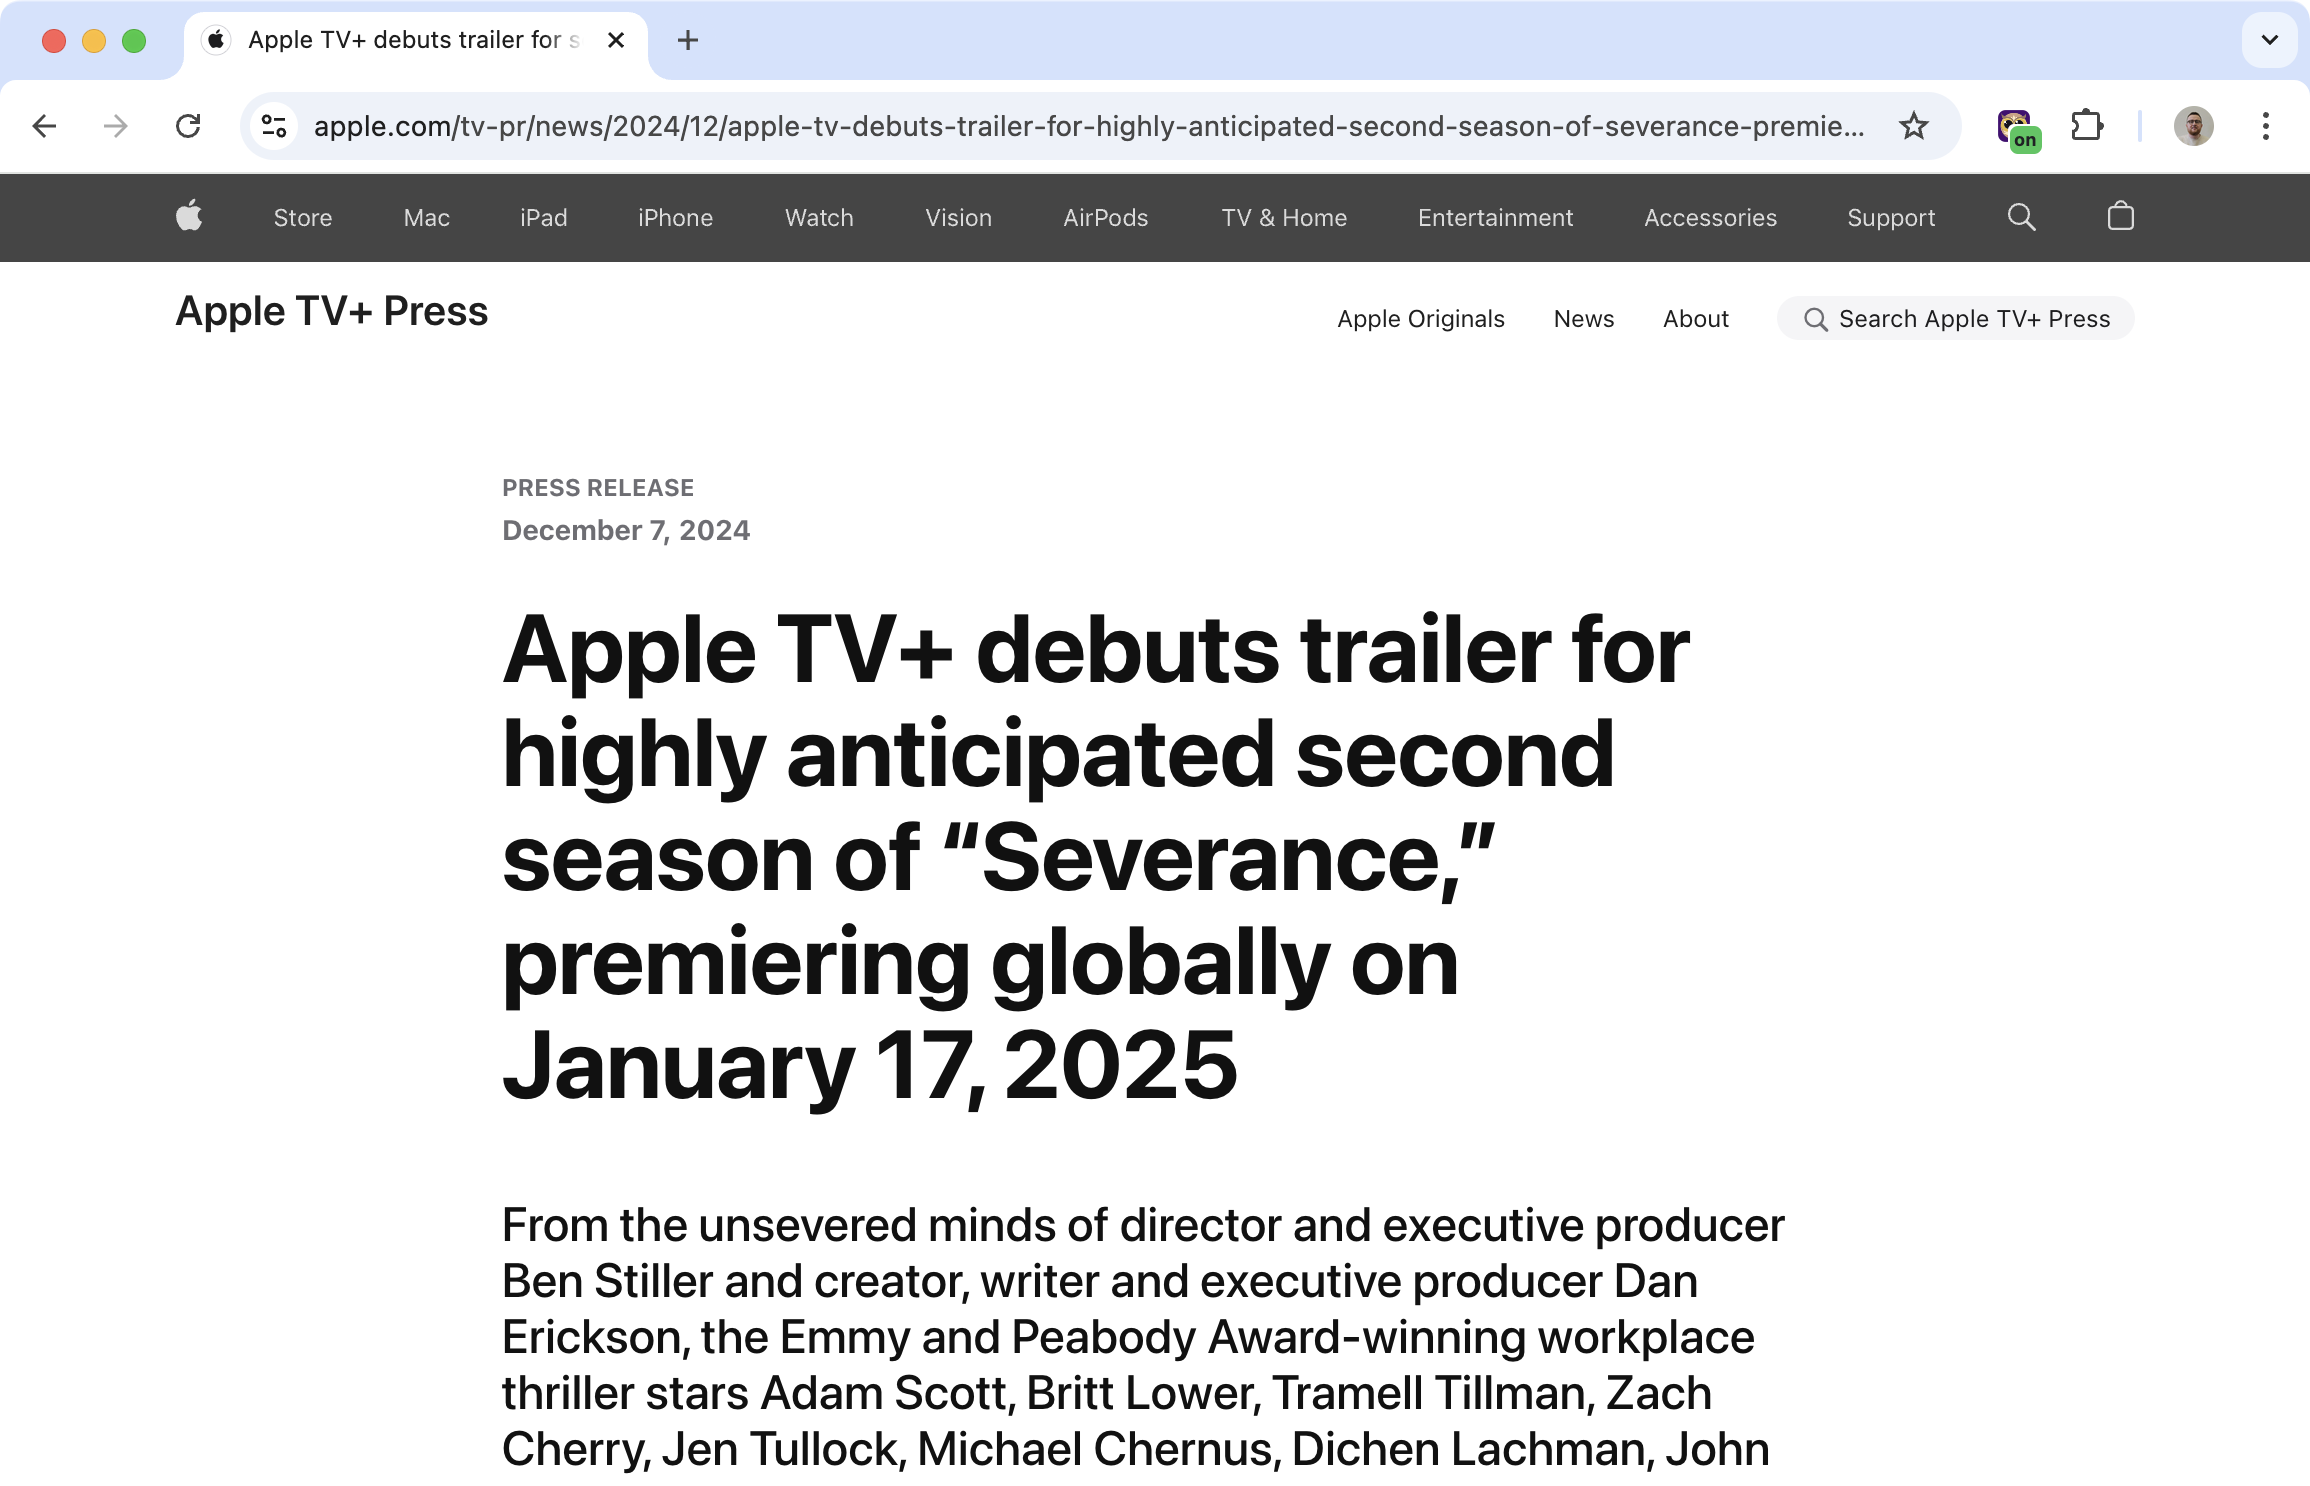 Apple TV+ debuts trailer for s
apple.com/tv-pr/news/2024/12/apple-tv-debuts-trailer-for-highly-anticipated-second-season-of-severance-premie...
on
Store Mac iPad iPhone Watch Vision AirPods TV & Home Entertainment Accessories Support
Apple TV+ Press
Apple Originals News About Search Apple TV+ Press
PRESS RELEASE
December 7, 2024
Apple TV+ debuts trailer for
highly anticipated second
season of “Severance,”
premiering globally on
January 17, 2025
From the unsevered minds of director and executive producer
Ben Stiller and creator, writer and executive producer Dan
Erickson, the Emmy and Peabody Award-winning workplace
thriller stars Adam Scott, Britt Lower, Tramell Tillman, Zach
Cherry, Jen Tullock, Michael Chernus, Dichen Lachman, John